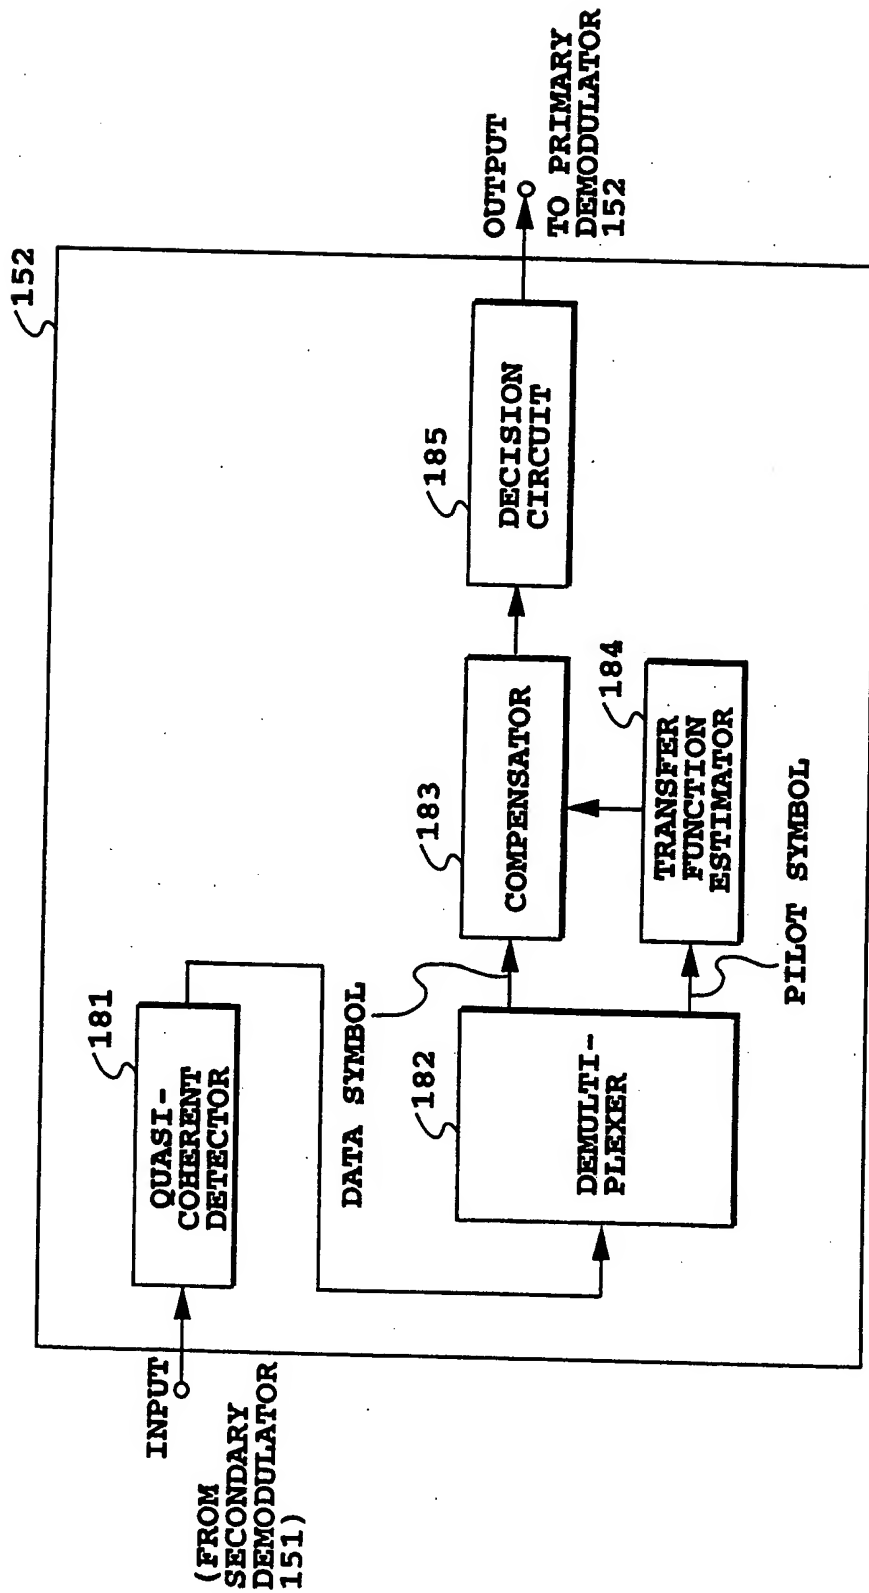 152
INPUT
(FROM
SECONDARY
DEMODULATOR
151)
181
QUASI-
COHERENT
DETECTOR
DATA SYMBOL
182
DEMULTI-
PLEXER
183
COMPENSATOR
184
TRANSFER
FUNCTION
ESTIMATOR
PILOT SYMBOL
185
DECISION
CIRCUIT
OUTPUT
TO PRIMARY
DEMODULATOR
152